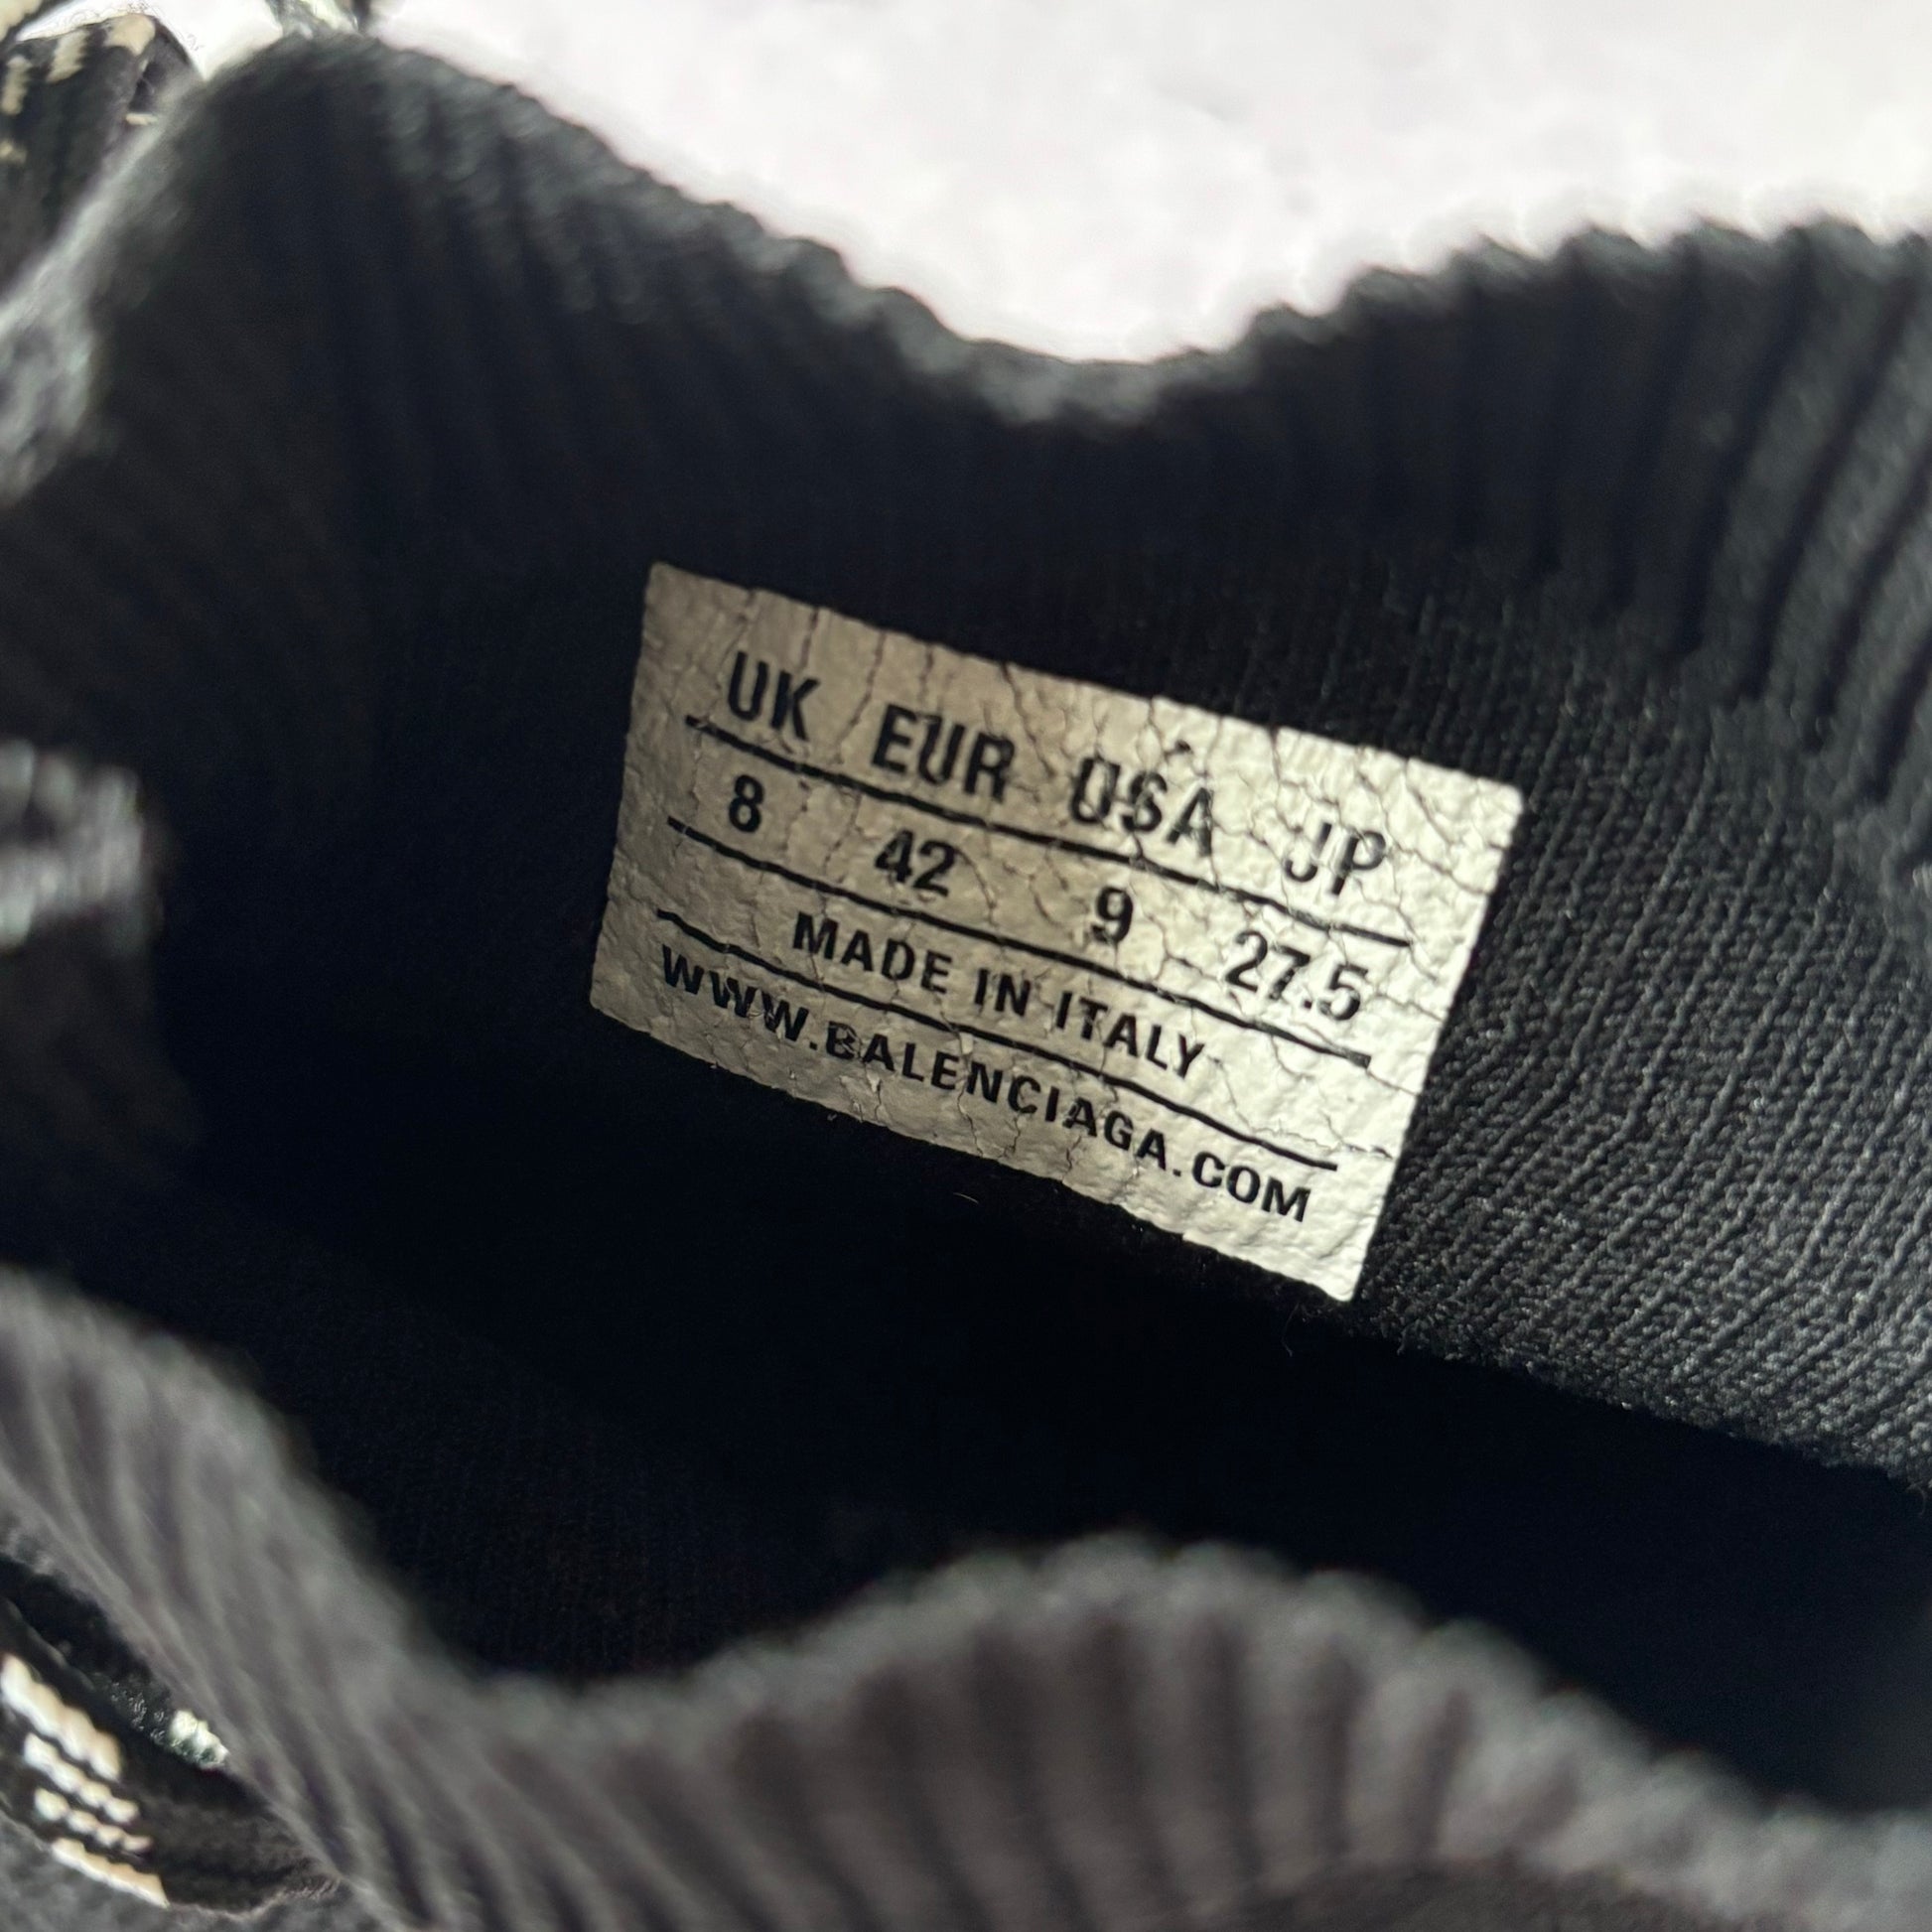 UK EUR USA JP
8 42 9 27.5
MADE IN ITALY
WWW.BALENCIAGA.COM